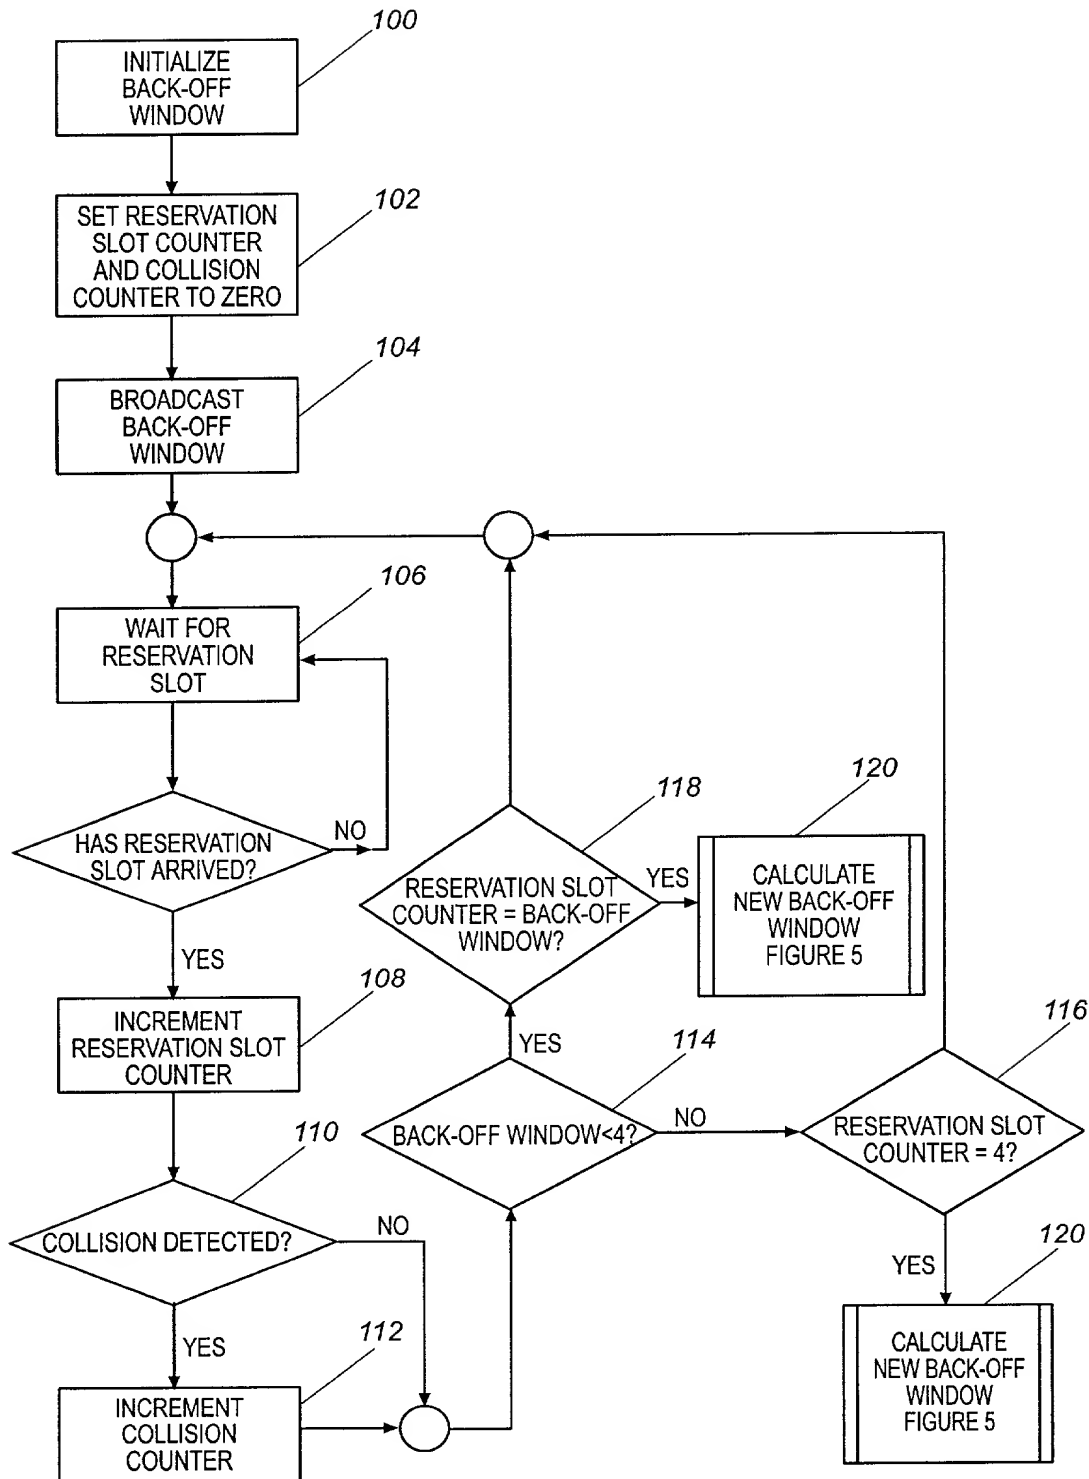 100
INITIALIZE
BACK-OFF
WINDOW
102
SET RESERVATION
SLOT COUNTER
AND COLLISION
COUNTER TO ZERO
104
BROADCAST
BACK-OFF
WINDOW
106
WAIT FOR
RESERVATION
SLOT
HAS RESERVATION
SLOT ARRIVED?
NO
YES
108
INCREMENT
RESERVATION SLOT
COUNTER
110
COLLISION DETECTED?
NO
YES
112
INCREMENT
COLLISION
COUNTER
114
BACK-OFF WINDOW<4?
YES
NO
118
RESERVATION SLOT
COUNTER = BACK-OFF
WINDOW?
YES
120
CALCULATE
NEW BACK-OFF
WINDOW
FIGURE 5
116
RESERVATION SLOT
COUNTER = 4?
YES
120
CALCULATE
NEW BACK-OFF
WINDOW
FIGURE 5